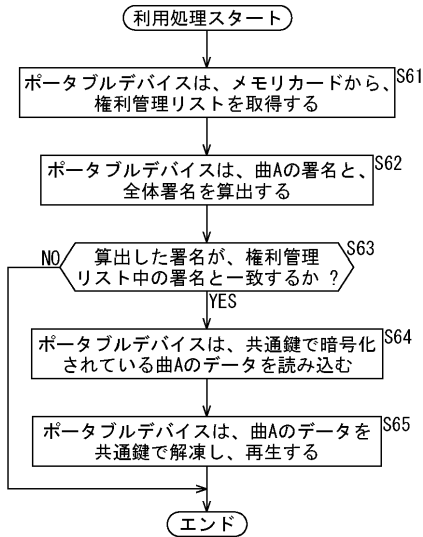 利用処理スタート
S61
ポータブルデバイスは、メモリカードから、
権利管理リストを取得する
S62
ポータブルデバイスは、曲Aの署名と、
全体署名を算出する
S63
NO
算出した署名が、権利管理
リスト中の署名と一致するか ?
YES
S64
ポータブルデバイスは、共通鍵で暗号化
されている曲Aのデータを読み込む
S65
ポータブルデバイスは、曲Aのデータを
共通鍵で解凍し、再生する
エンド